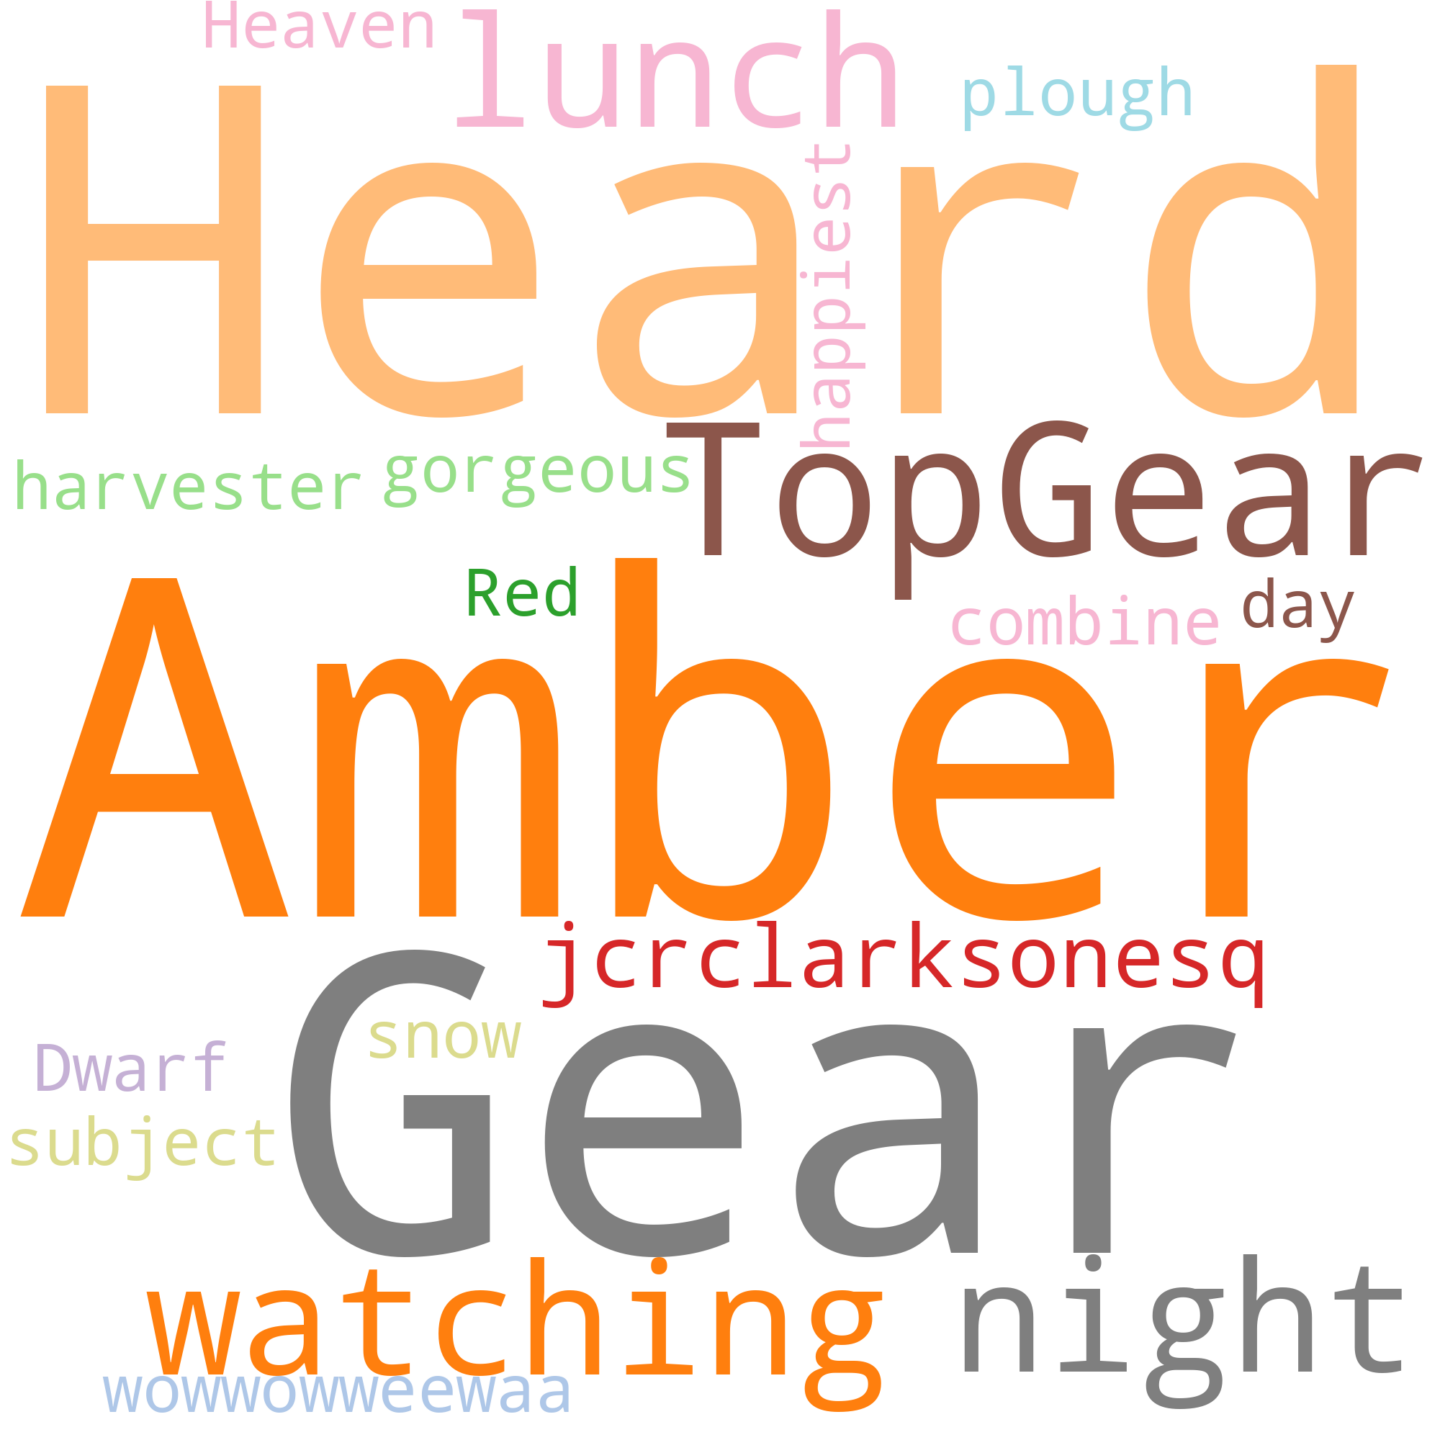 Heaven
lunch
plough
Heard
happiest
TopGear
harvester
gorgeous
Red
combine
day
Amber
jcrclarksonesq
Gear
snow
Dwarf
subject
watching
night
wowwowweewaa